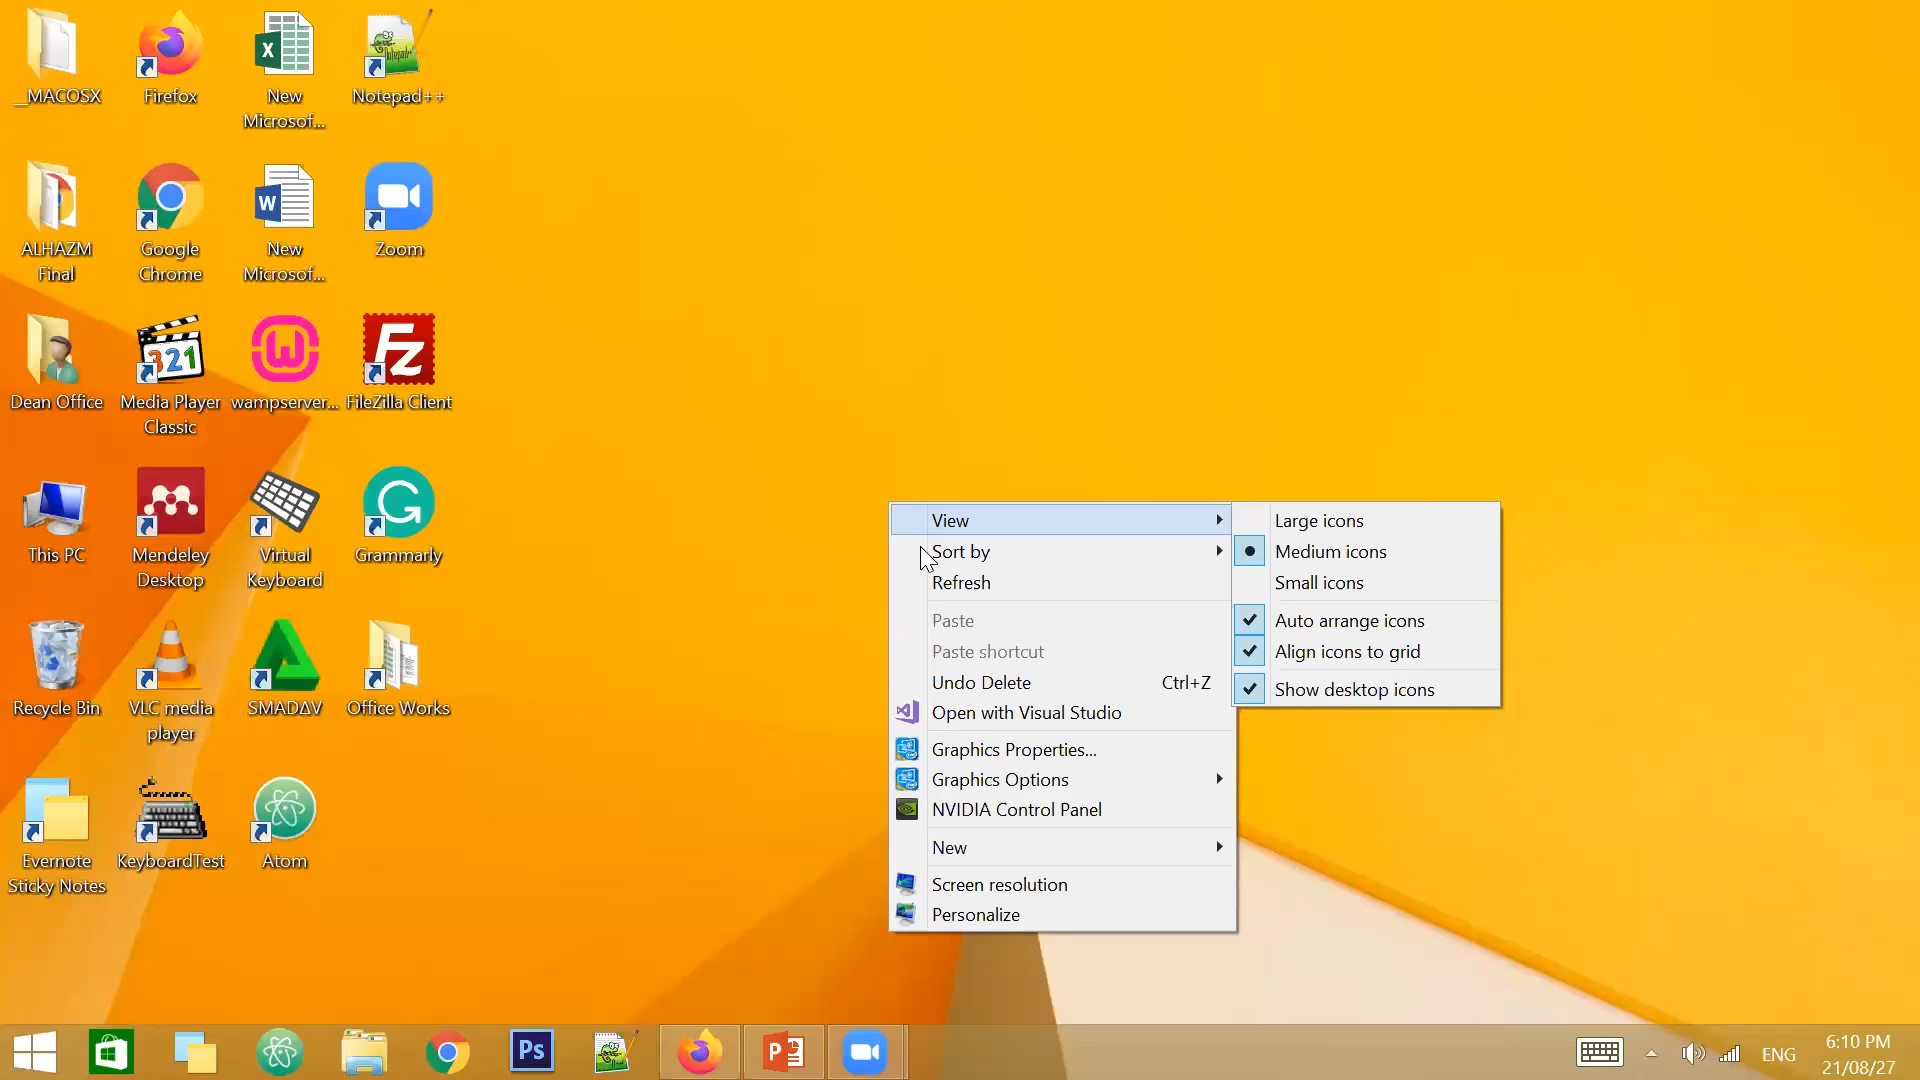 __MACOSX
Firefox
New
Microsof...
Notepad++
ALHAZM
Final
Google
Chrome
New
Microsof...
Zoom
Dean Office
321
Media Player
Classic
wampserver...
FileZilla Client
This PC
Mendeley
Desktop
Virtual
Keyboard
Grammarly
Recycle Bin
VLC media
player
SMADΔV
Office Works
Evernote
Sticky Notes
KeyboardTest
Atom
View
Sort by
Refresh
Paste
Paste shortcut
Undo Delete Ctrl+Z
Open with Visual Studio
Graphics Properties...
Graphics Options
NVIDIA Control Panel
New
Screen resolution
Personalize
Large icons
Medium icons
Small icons
Auto arrange icons
Align icons to grid
Show desktop icons
Ps
ENG
6:10 PM
21/08/27